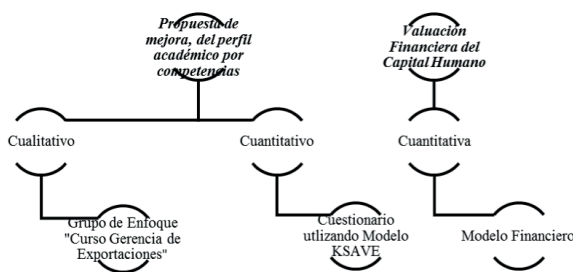 Propuesta de
mejora, del perfil
académico por
competencias
Valuación
Financiera del
Capital Humano
Cualitativo
Cuantitativo
Cuantitativa
Grupo de Enfoque
"Curso Gerencia de
Exportaciones"
Cuestionario
utlizando Modelo
KSAVE
Modelo Financiero